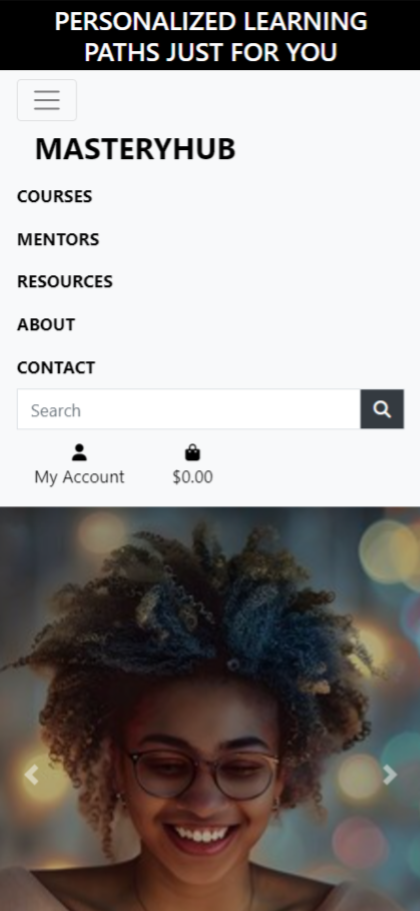 PERSONALIZED LEARNING
PATHS JUST FOR YOU
MASTERYHUB
COURSES
MENTORS
RESOURCES
ABOUT
CONTACT
Search
My Account
$0.00